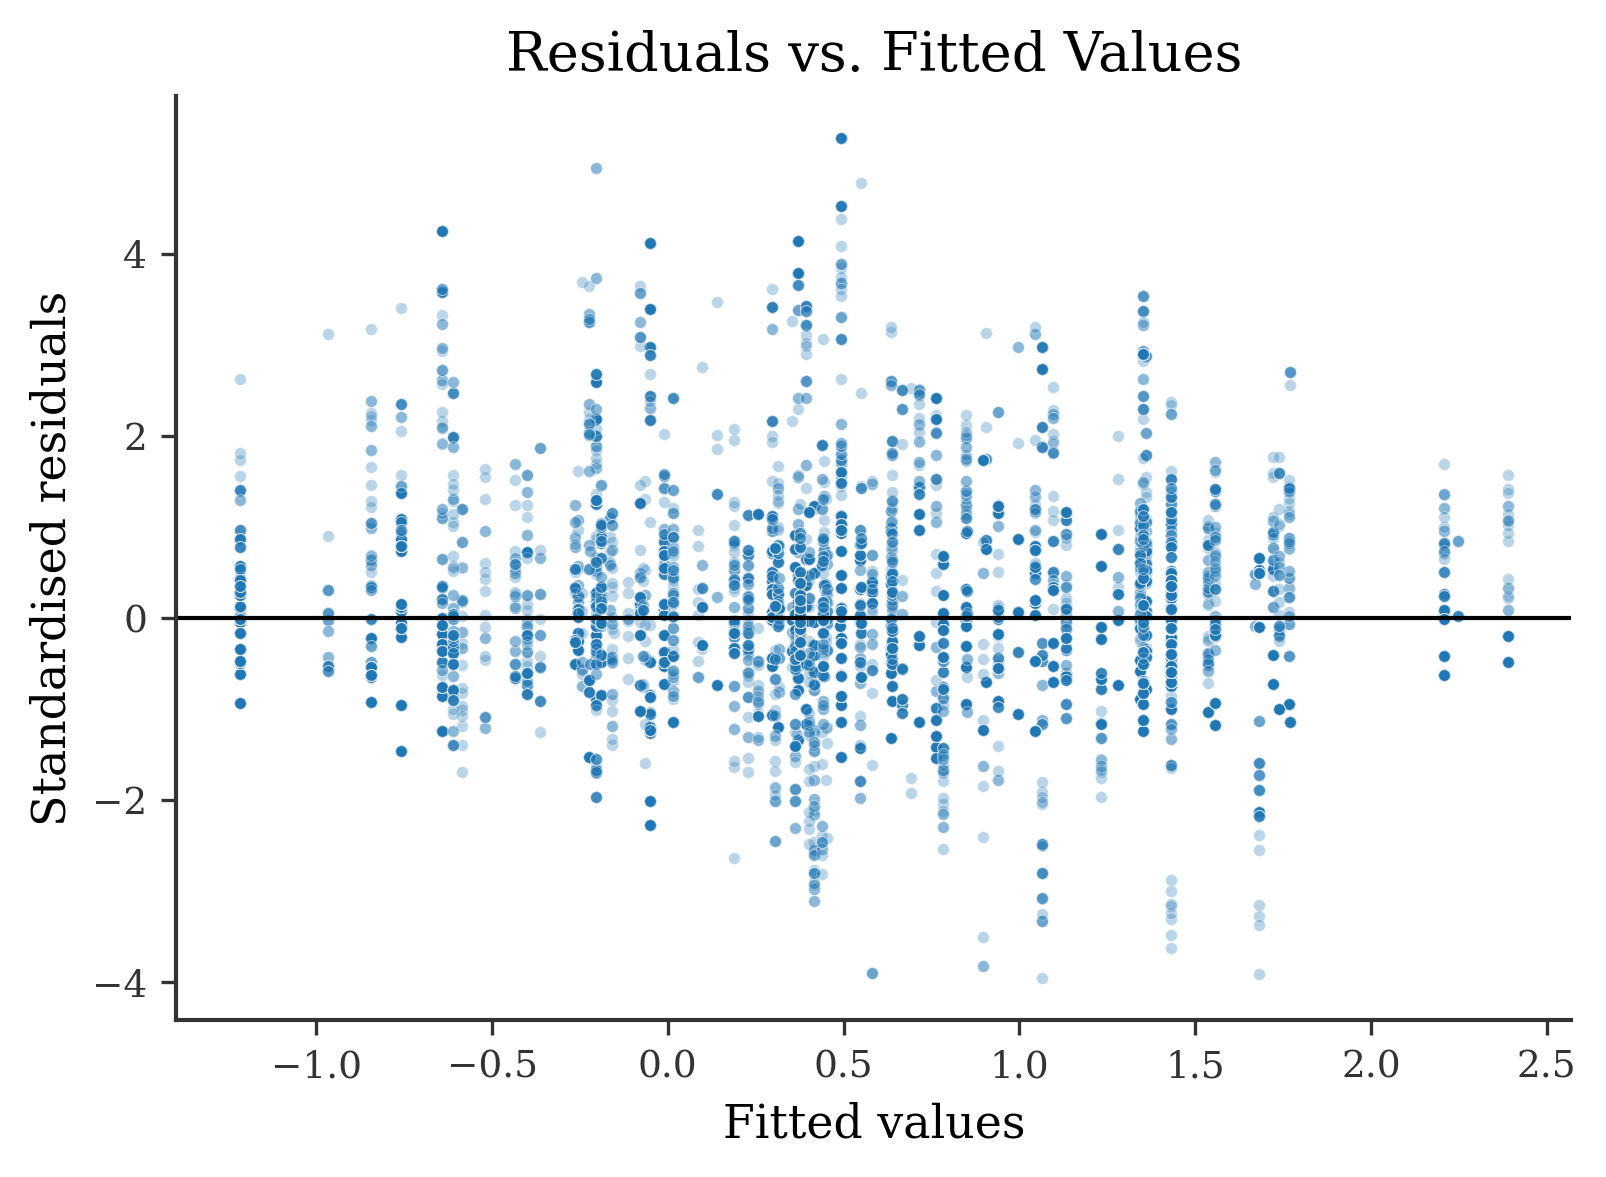 Residuals vs. Fitted Values
Standardised residuals
4
2
0
−2
−4
−1.0 −0.5 0.0 0.5 1.0 1.5 2.0 2.5
Fitted values